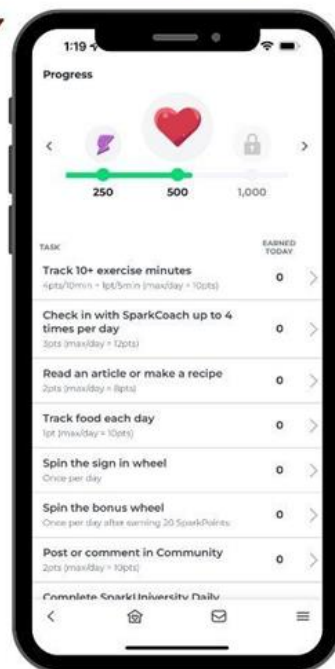 1:19
Progress
250
500
1,000
TASK
EARNED
TODAY
Track 10+ exercise minutes
4pts/10min + 1pt/5min (max/day = 10pts)
0
Check in with SparkCoach up to 4
times per day
3pts (max/day = 12pts)
0
Read an article or make a recipe
2pts (max/day = 8pts)
0
Track food each day
1pt (max/day = 10pts)
0
Spin the sign in wheel
Once per day
0
Spin the bonus wheel
Once per day after earning 20 SparkPoints
0
Post or comment in Community
2pts (max/day = 10pts)
0
Complete SparkUniversity Daily